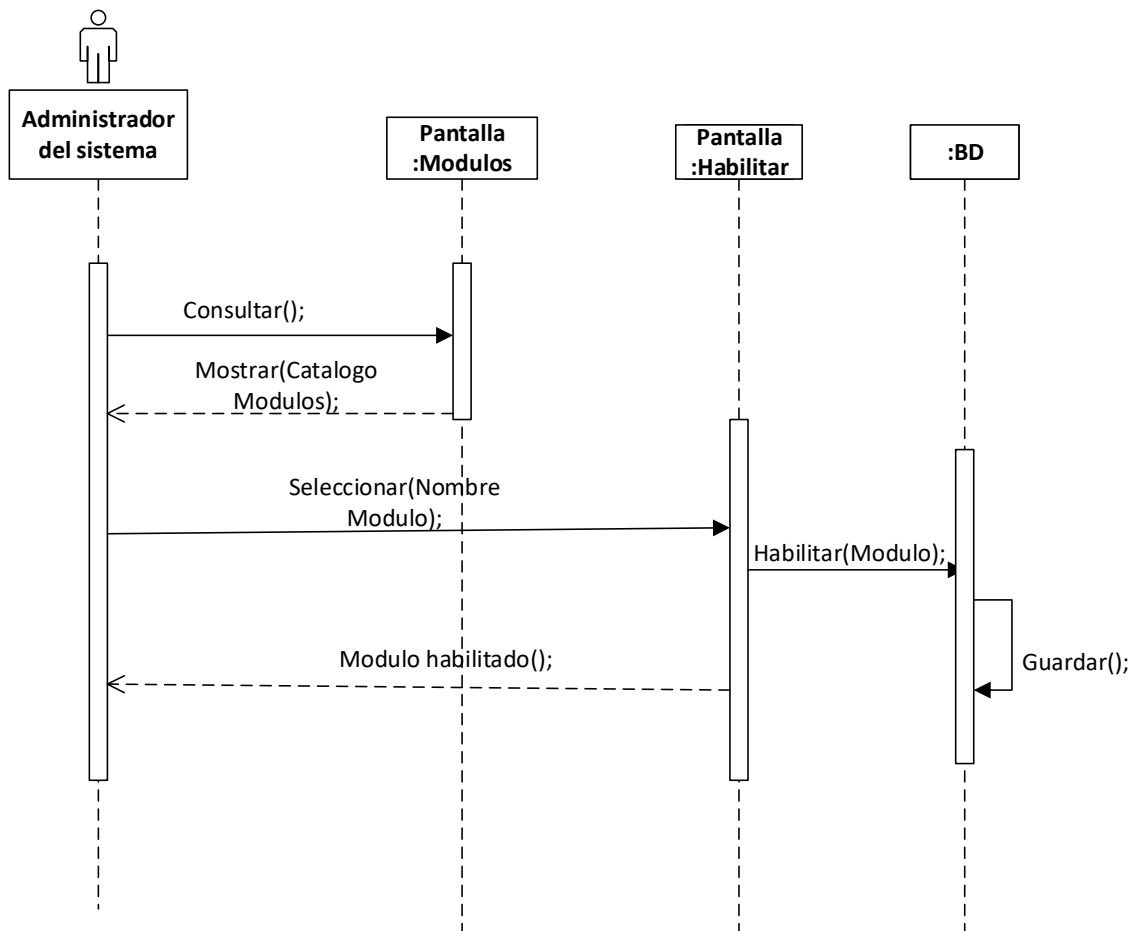 Administrador
del sistema
Pantalla
:Modulos
Pantalla
:Habilitar
:BD
Consultar();
Mostrar(Catalogo
Modulos);
Seleccionar(Nombre
Modulo);
Habilitar(Modulo);
Modulo habilitado();
Guardar();